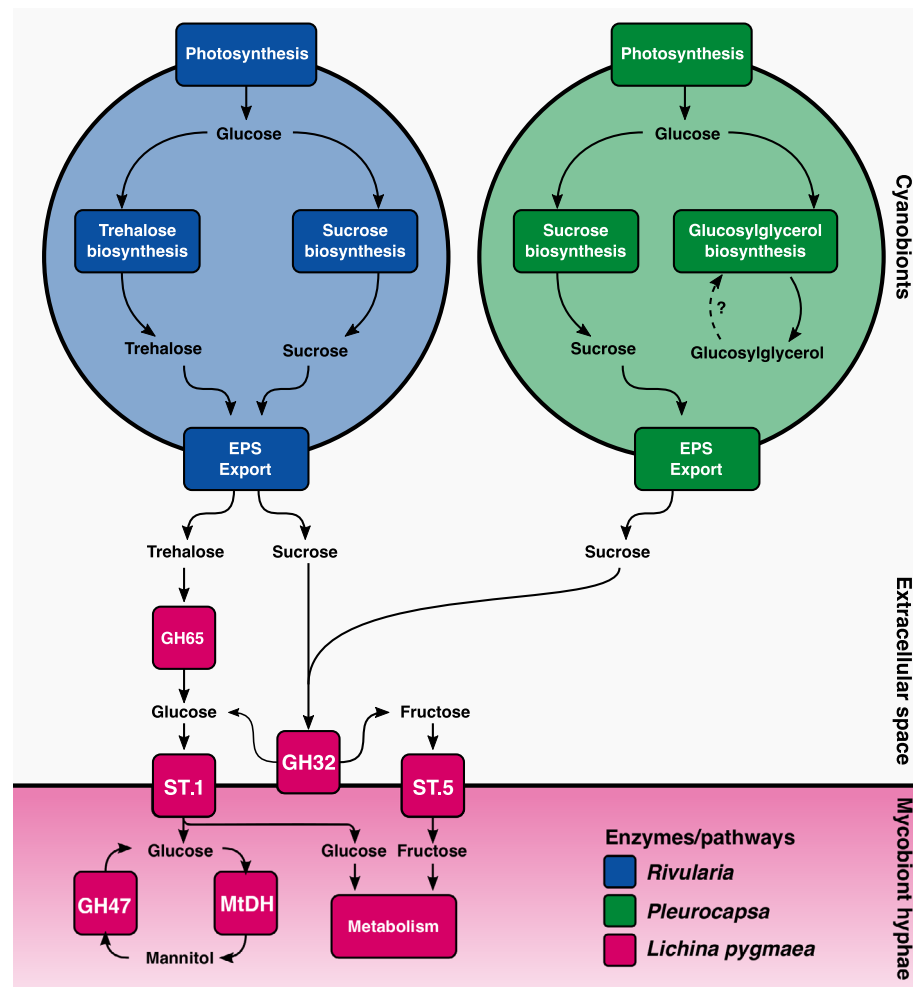 Photosynthesis
Glucose
Trehalose
biosynthesis
Sucrose
biosynthesis
Trehalose
Sucrose
EPS
Export
Photosynthesis
Glucose
Sucrose
biosynthesis
Glucosylglycerol
biosynthesis
?
Sucrose
Glucosylglycerol
EPS
Export
Cyanobionts
Trehalose
Sucrose
Sucrose
GH65
Glucose
GH32
Fructose
ST.1
ST.5
Extracellular space
Glucose
Glucose
Fructose
GH47
MtDH
Mannitol
Metabolism
Enzymes/pathways
Rivularia
Pleurocapsa
Lichina pygmaea
Mycobiont hyphae